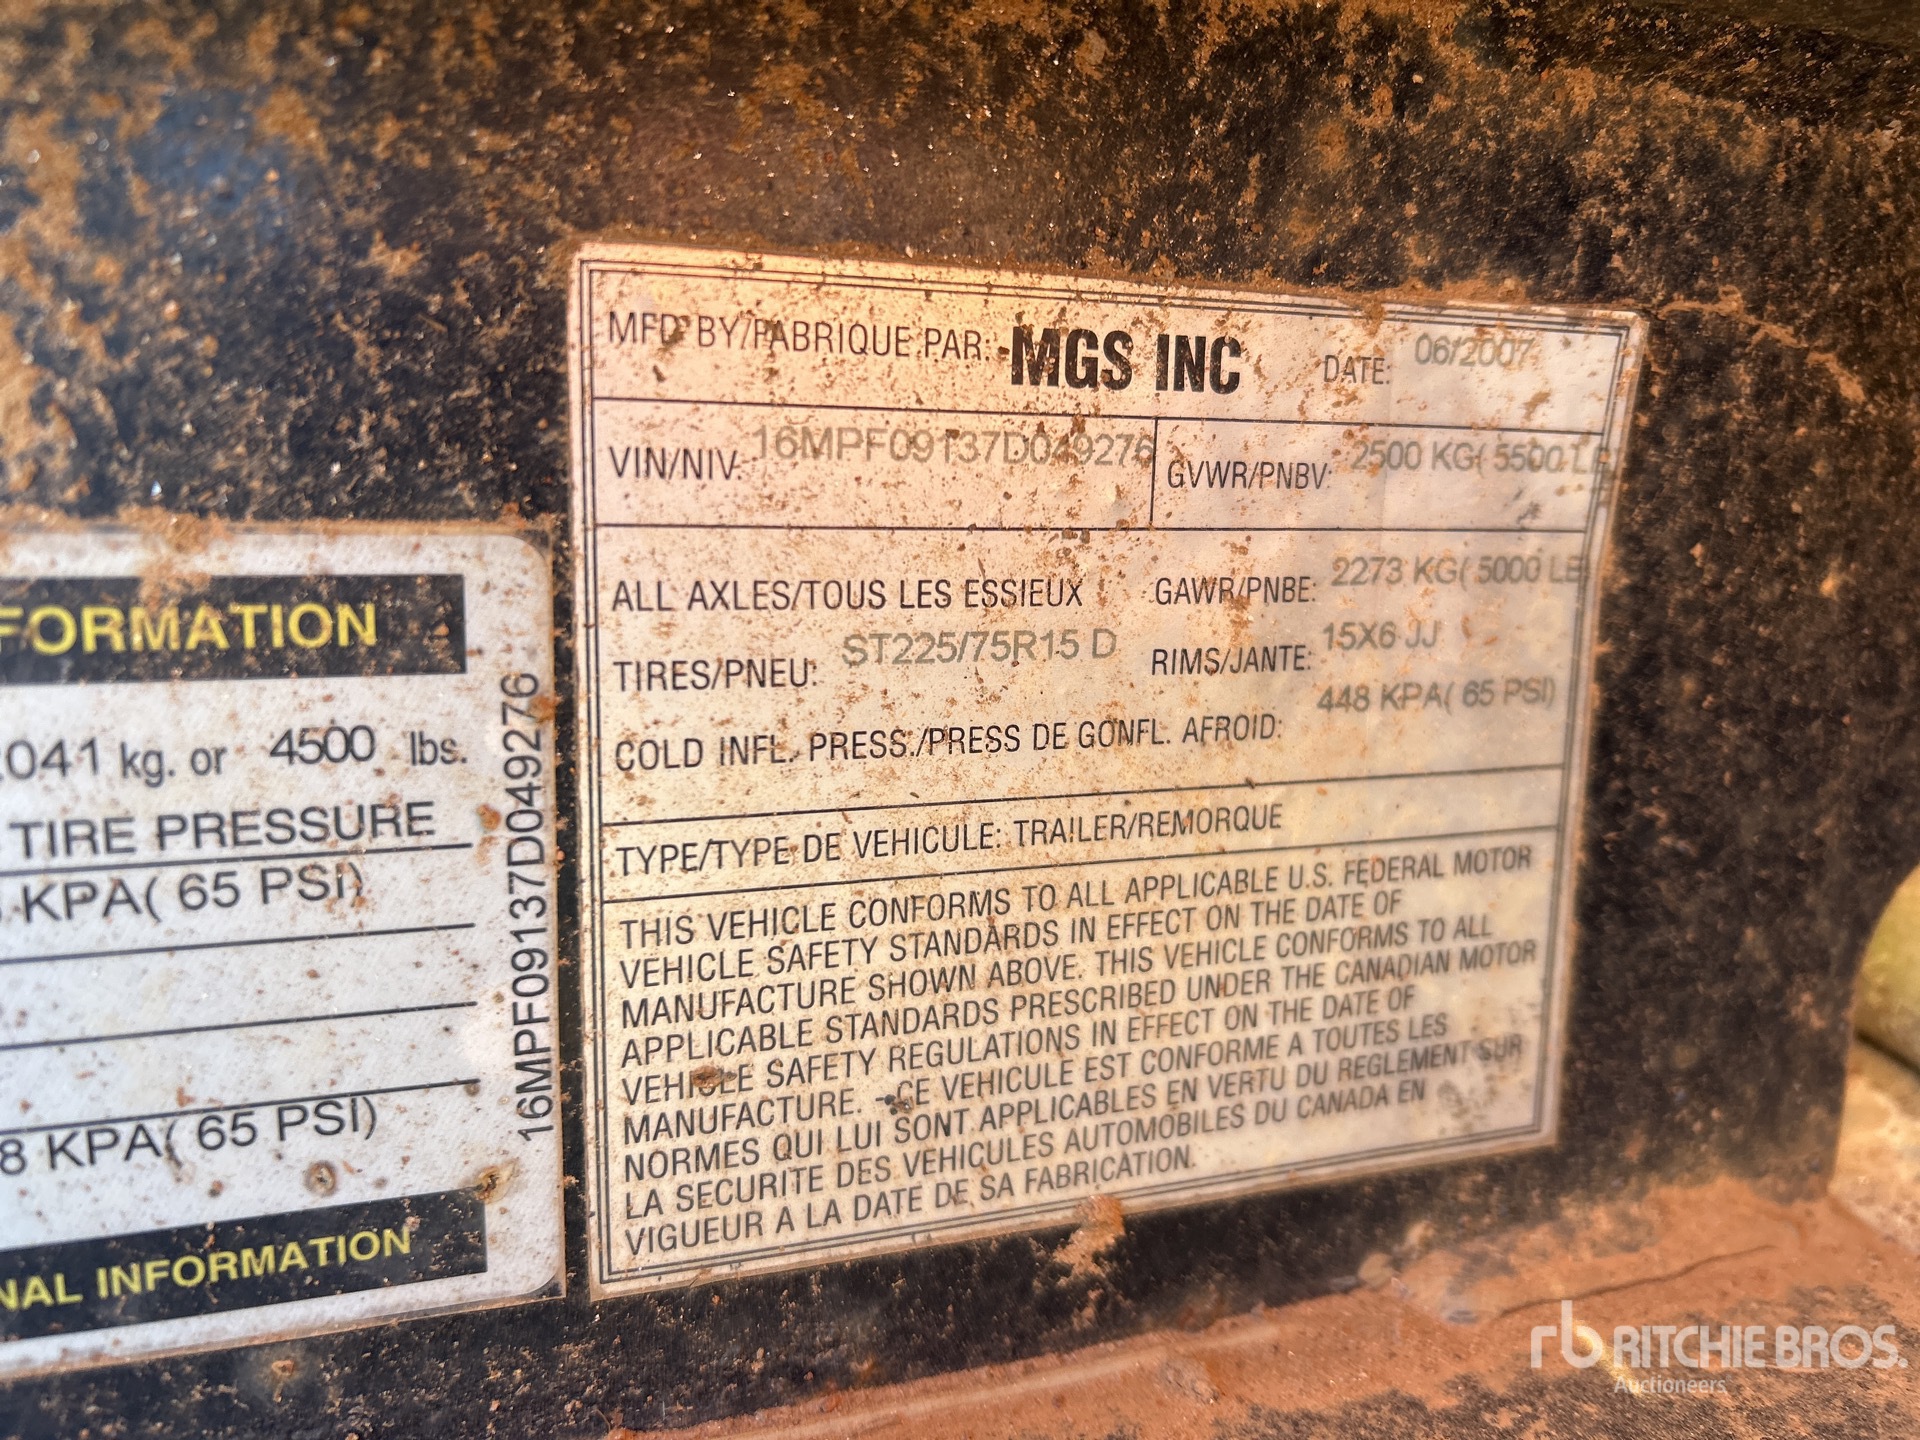 FORMATION
041 kg. or 4500 lbs.
TIRE PRESSURE
KPA( 65 PSI)
8 KPA( 65 PSI)
NAL INFORMATION
16MPF09137D049276
MFD BY/FABRIQUE PAR: MGS INC DATE: 06/2007
VIN/NIV: 16MPF09137D049276 GVWR/PNBV: 2500 KG( 5500 LB
ALL AXLES/TOUS LES ESSIEUX GAWR/PNBE: 2273 KG( 5000 LB
TIRES/PNEU: ST225/75R15 D RIMS/JANTE: 15X6 JJ
COLD INFL. PRESS./PRESS DE GONFL. AFROID: 448 KPA( 65 PSI)
TYPE/TYPE DE VEHICULE: TRAILER/REMORQUE
THIS VEHICLE CONFORMS TO ALL APPLICABLE U.S. FEDERAL MOTOR
VEHICLE SAFETY STANDARDS IN EFFECT ON THE DATE OF
MANUFACTURE SHOWN ABOVE. THIS VEHICLE CONFORMS TO ALL
APPLICABLE STANDARDS PRESCRIBED UNDER THE CANADIAN MOTOR
VEHICLE SAFETY REGULATIONS IN EFFECT ON THE DATE OF
MANUFACTURE. -CE VEHICULE EST CONFORME A TOUTES LES
NORMES QUI LUI SONT APPLICABLES EN VERTU DU REGLEMENT SUR
LA SECURITE DES VEHICULES AUTOMOBILES DU CANADA EN
VIGUEUR A LA DATE DE SA FABRICATION.
rb RITCHIE BROS.
Auctioneers